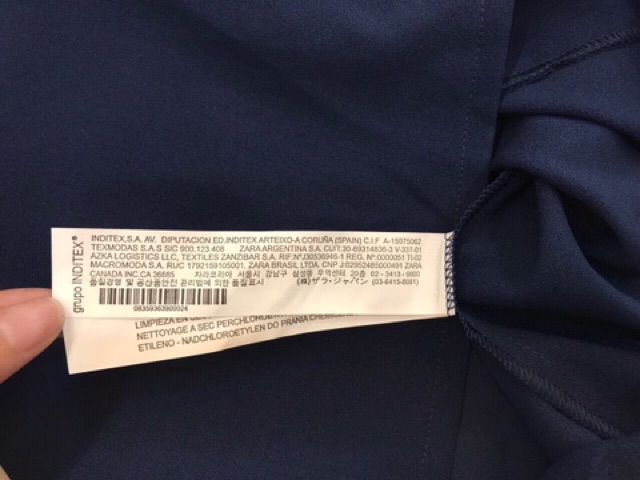 grupo INDITEX®
INDITEX,S.A. AV. DIPUTACION ED.INDITEX ARTEIXO-A CORUÑA (SPAIN) C.I.F A-15075062
TEXMODAS S.A.S SIC 900.123.408 ZARA ARGENTINA S.A. CUIT:30-69314836-3 V-337-01
AZKA LOGISTICS LLC, TEXTILES ZANZIBAR S.A. RIF:NºJ30536946-1 REG. Nº:0000051 TI-02
MACROMODA S.A. RUC 1792159105001. ZARA BRASIL LTDA. CNP J:02952485000491 ZARA
CANADA INC.CA 36685 자라코리아 서울시 강남구 삼성동 무역센터 20층 02 - 3413 - 9800
품질경영 및 공산품안전 관리법에 의한 품질표시 (株)ザラ・ジャパン (03-6415-8061)
06359363900024
LIMPIEZA EN
NETTOYAGE A SEC PERCHLOROE
ETILENO - NADCHLOROETYLEN DO PRANIA CHEMICZ